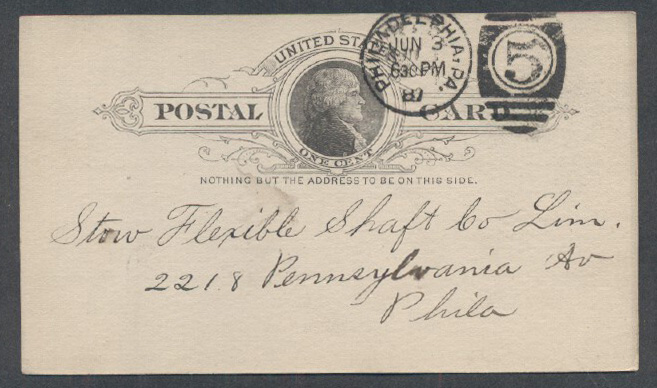 UNITED STATES
PHILADELPHIA, PA.
JUN 3
630 PM
87
5
POSTAL CARD
ONE CENT
NOTHING BUT THE ADDRESS TO BE ON THIS SIDE.
Stow Flexible Shaft Co Lim.
2218 Pennsylvania Av
Phila